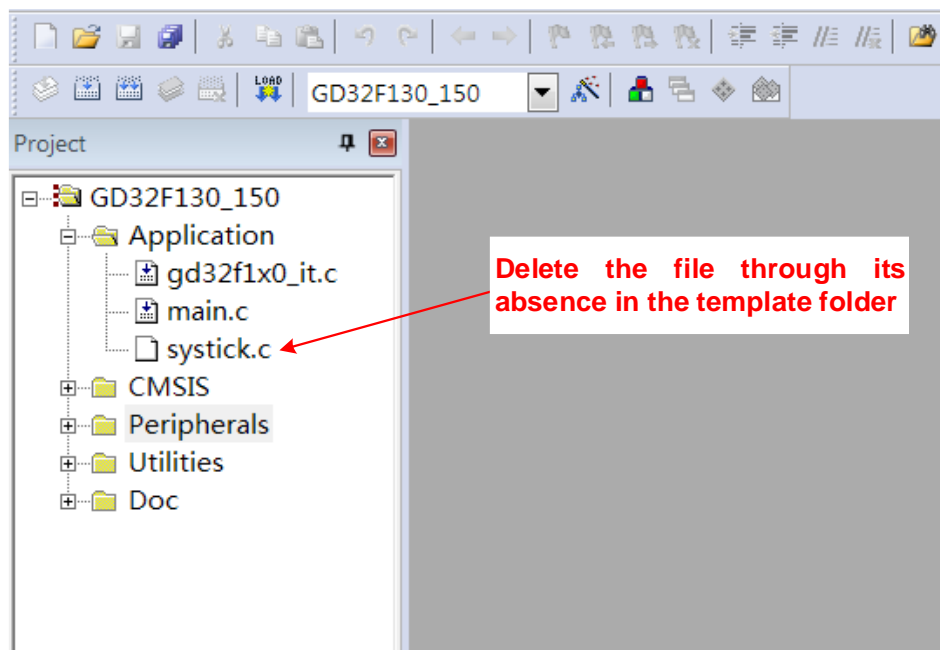 LOAD
GD32F130_150
Project
GD32F130_150
Application
gd32f1x0_it.c
main.c
systick.c
CMSIS
Peripherals
Utilities
Doc
Delete the file through its
absence in the template folder